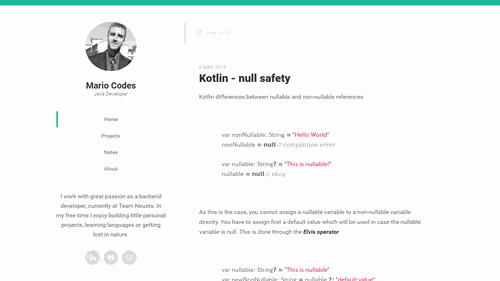 Mario Codes
Java Developer
Home
Projects
Notes
About
I work with great passion as a backend
developer, currently at Team Neusta. In
my free time I enjoy building little personal
projects, learning languages or getting
lost in nature.
6 MAY, 2019
Kotlin - null safety
Kotlin differences between nullable and non-nullable references
var nonNullable: String = "Hello World"
nonNullable = null // compilation error
var nullable: String? = "This is nullable!"
nullable = null // okay
As this is the case, you cannot assign a nullable variable to a non-nullable variable
directly. You have to assign first a default value which will be used in case the nullable
variable is null. This is done through the Elvis operator
var nullable: String? = "This is nullable"
var newNonNullable: String = nullable ?: "default value"